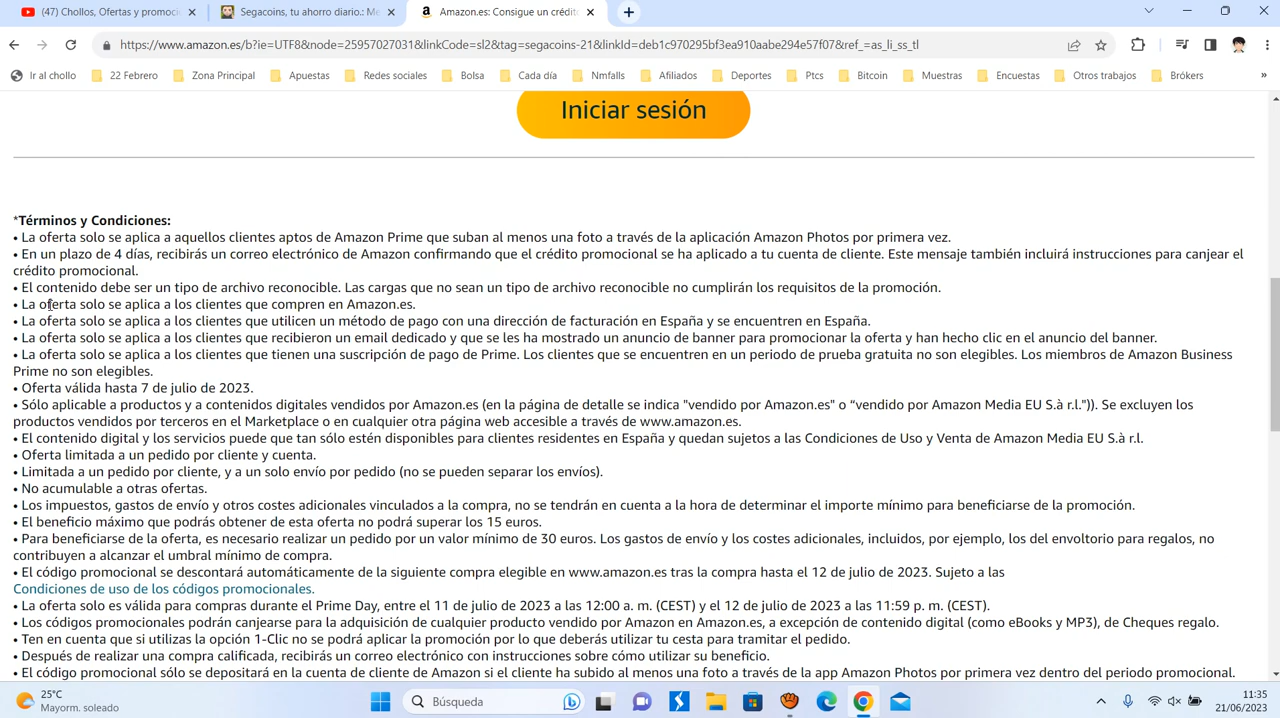 (47) Chollos, Ofertas y promocio
Segacoins, tu ahorro diario.: Me
Amazon.es: Consigue un crédito
https://www.amazon.es/b?ie=UTF8&node=25957027031&linkCode=sl2&tag=segacoins-21&linkId=deb1c970295bf3ea910aabe294e57f07&ref_=as_li_ss_tl
Ir al chollo 22 Febrero Zona Principal Apuestas Redes sociales Bolsa Cada día Nmfalls Afiliados Deportes Ptcs Bitcoin Muestras Encuestas Otros trabajos Brókers »
Iniciar sesión
*Términos y Condiciones:
• La oferta solo se aplica a aquellos clientes aptos de Amazon Prime que suban al menos una foto a través de la aplicación Amazon Photos por primera vez.
• En un plazo de 4 días, recibirás un correo electrónico de Amazon confirmando que el crédito promocional se ha aplicado a tu cuenta de cliente. Este mensaje también incluirá instrucciones para canjear el
crédito promocional.
• El contenido debe ser un tipo de archivo reconocible. Las cargas que no sean un tipo de archivo reconocible no cumplirán los requisitos de la promoción.
• La oferta solo se aplica a los clientes que compren en Amazon.es.
• La oferta solo se aplica a los clientes que utilicen un método de pago con una dirección de facturación en España y se encuentren en España.
• La oferta solo se aplica a los clientes que recibieron un email dedicado y que se les ha mostrado un anuncio de banner para promocionar la oferta y han hecho clic en el anuncio del banner.
• La oferta solo se aplica a los clientes que tienen una suscripción de pago de Prime. Los clientes que se encuentren en un periodo de prueba gratuita no son elegibles. Los miembros de Amazon Business
Prime no son elegibles.
• Oferta válida hasta 7 de julio de 2023.
• Sólo aplicable a productos y a contenidos digitales vendidos por Amazon.es (en la página de detalle se indica "vendido por Amazon.es" o “vendido por Amazon Media EU S.à r.l.")). Se excluyen los
productos vendidos por terceros en el Marketplace o en cualquier otra página web accesible a través de www.amazon.es.
• El contenido digital y los servicios puede que tan sólo estén disponibles para clientes residentes en España y quedan sujetos a las Condiciones de Uso y Venta de Amazon Media EU S.à r.l.
• Oferta limitada a un pedido por cliente y cuenta.
• Limitada a un pedido por cliente, y a un solo envío por pedido (no se pueden separar los envíos).
• No acumulable a otras ofertas.
• Los impuestos, gastos de envío y otros costes adicionales vinculados a la compra, no se tendrán en cuenta a la hora de determinar el importe mínimo para beneficiarse de la promoción.
• El beneficio máximo que podrás obtener de esta oferta no podrá superar los 15 euros.
• Para beneficiarse de la oferta, es necesario realizar un pedido por un valor mínimo de 30 euros. Los gastos de envío y los costes adicionales, incluidos, por ejemplo, los del envoltorio para regalos, no
contribuyen a alcanzar el umbral mínimo de compra.
• El código promocional se descontará automáticamente de la siguiente compra elegible en www.amazon.es tras la compra hasta el 12 de julio de 2023. Sujeto a las
Condiciones de uso de los códigos promocionales.
• La oferta solo es válida para compras durante el Prime Day, entre el 11 de julio de 2023 a las 12:00 a. m. (CEST) y el 12 de julio de 2023 a las 11:59 p. m. (CEST).
• Los códigos promocionales podrán canjearse para la adquisición de cualquier producto vendido por Amazon en Amazon.es, a excepción de contenido digital (como eBooks y MP3), de Cheques regalo.
• Ten en cuenta que si utilizas la opción 1-Clic no se podrá aplicar la promoción por lo que deberás utilizar tu cesta para tramitar el pedido.
• Después de realizar una compra calificada, recibirás un correo electrónico con instrucciones sobre cómo utilizar su beneficio.
• El código promocional sólo se depositará en la cuenta de cliente de Amazon si el cliente ha subido al menos una foto a través de la app Amazon Photos por primera vez dentro del periodo promocional.
25°C
Mayorm. soleado
Búsqueda
11:35
21/06/2023